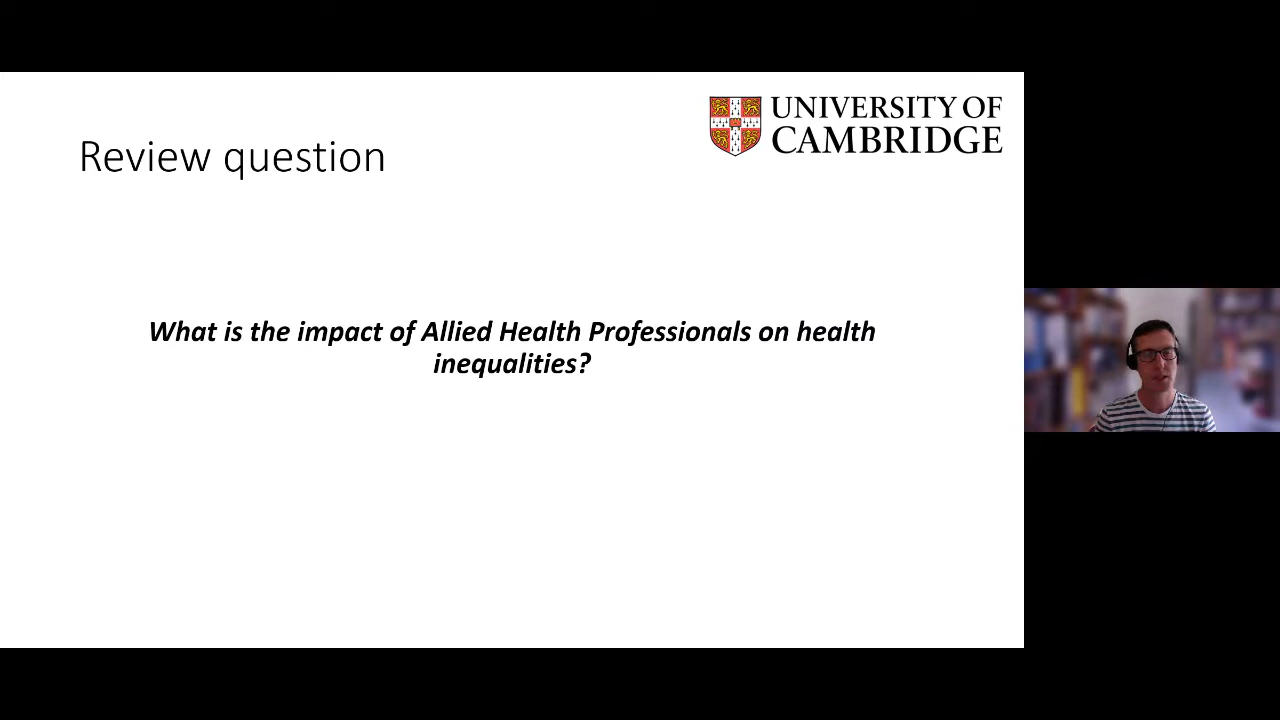 UNIVERSITY OF
CAMBRIDGE
Review question
What is the impact of Allied Health Professionals on health
inequalities?